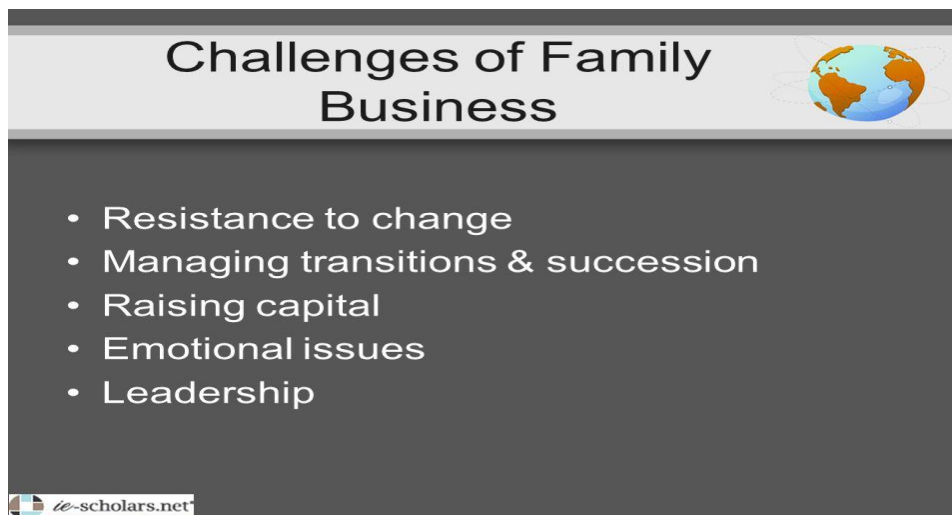 Challenges of Family
Business
• Resistance to change
• Managing transitions & succession
• Raising capital
• Emotional issues
• Leadership
ie-scholars.net